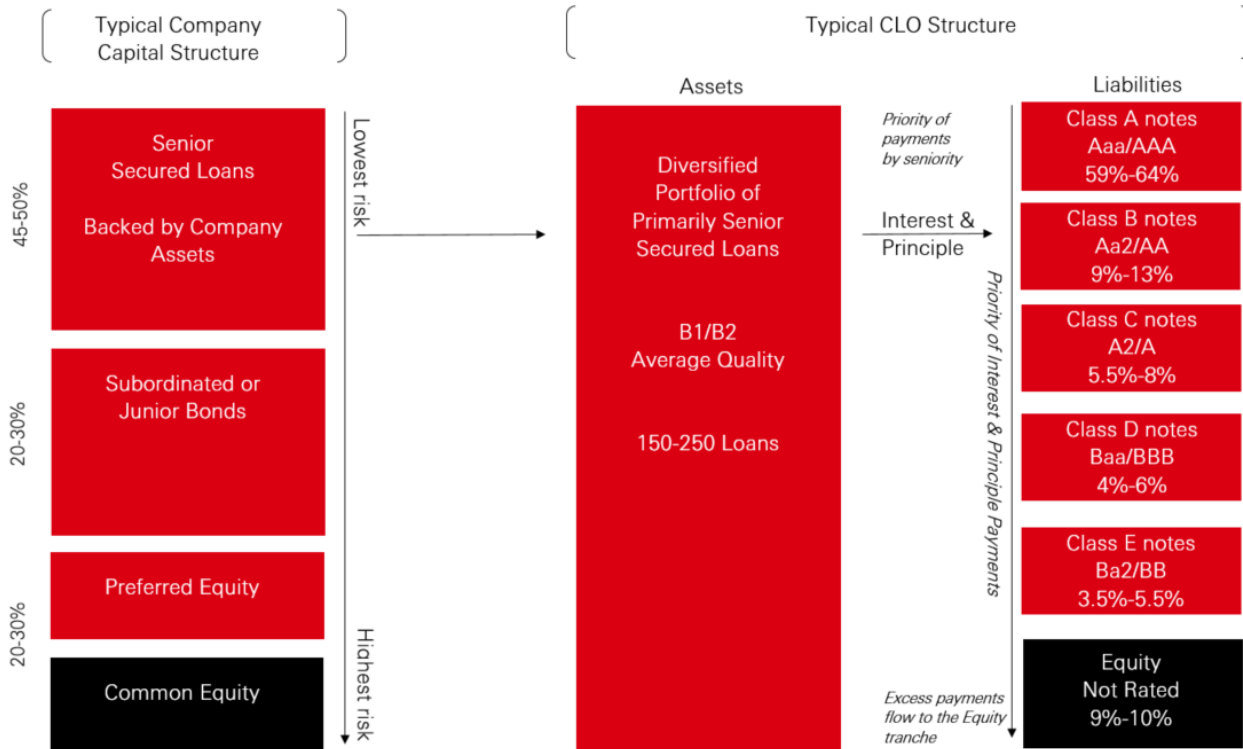 Typical Company
Capital Structure
45-50%
20-30%
20-30%
Senior
Secured Loans
Backed by Company
Assets
Subordinated or
Junior Bonds
Preferred Equity
Common Equity
Lowest risk
Highest risk
Typical CLO Structure
Assets
Diversified
Portfolio of
Primarily Senior
Secured Loans
B1/B2
Average Quality
150-250 Loans
Priority of
payments
by seniority
Interest &
Principle
Priority of Interest & Principle Payments
Excess payments
flow to the Equity
tranche
Liabilities
Class A notes
Aaa/AAA
59%-64%
Class B notes
Aa2/AA
9%-13%
Class C notes
A2/A
5.5%-8%
Class D notes
Baa/BBB
4%-6%
Class E notes
Ba2/BB
3.5%-5.5%
Equity
Not Rated
9%-10%